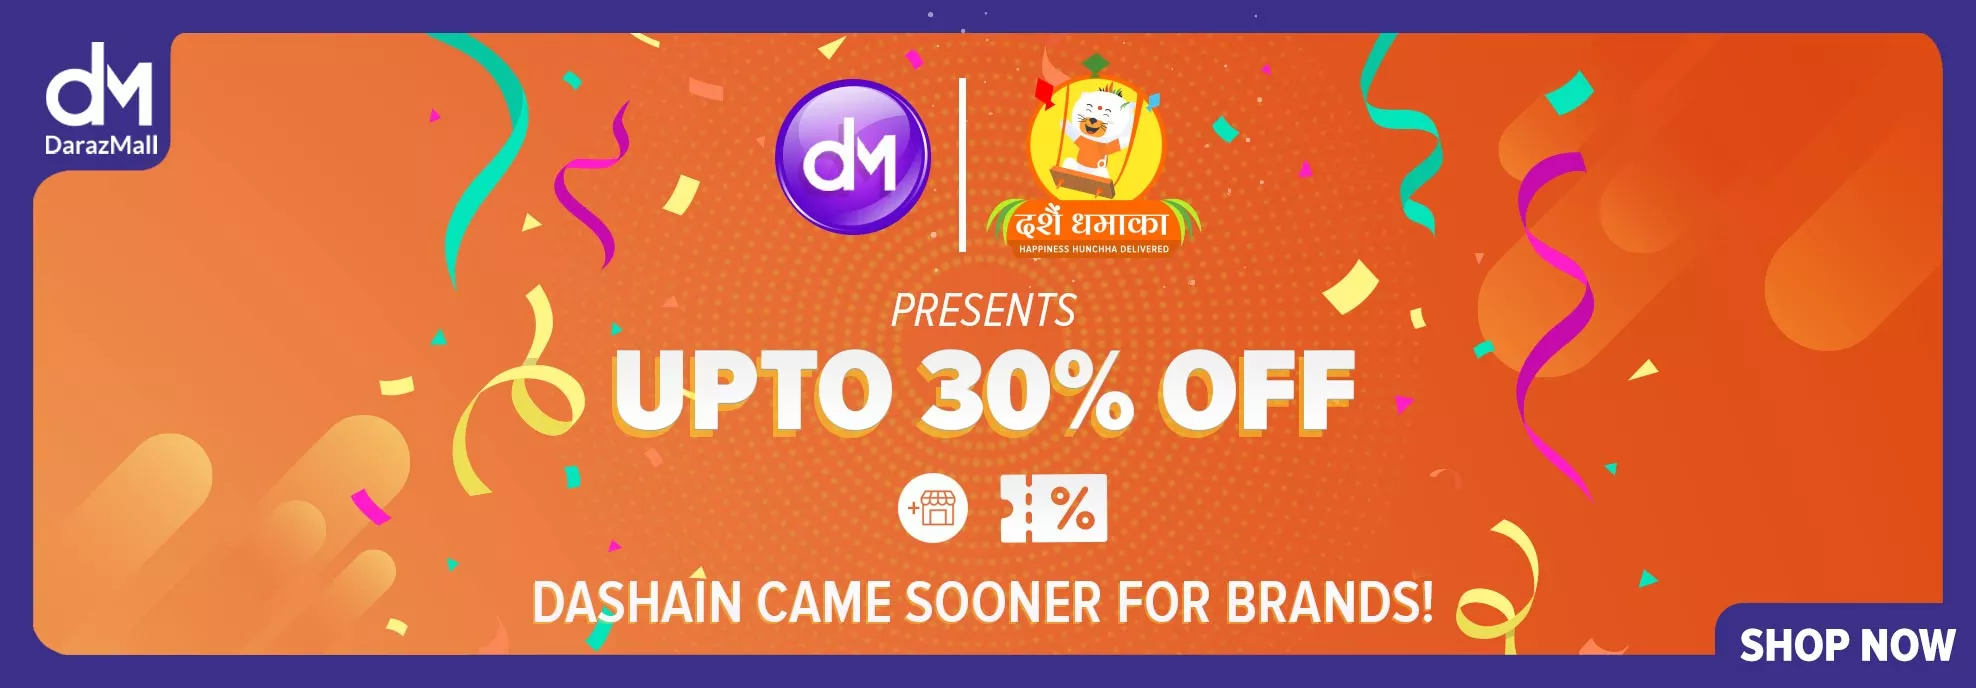 dM
DarazMall
dM
दशैं धमाका
HAPPINESS HUNCHHA DELIVERED
PRESENTS
UPTO 30% OFF
%
DASHAIN CAME SOONER FOR BRANDS!
SHOP NOW